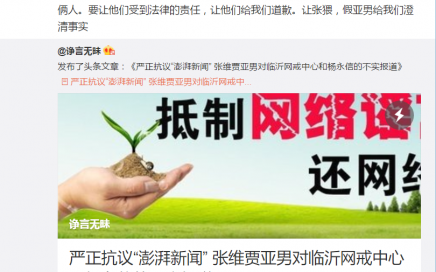 俩人。要让他们受到法律的责任，让他们给我们道歉。让张猥，假亚男给我们澄
清事实
@诤言无昧
发布了头条文章：《严正抗议“澎湃新闻” 张维贾亚男对临沂网戒中心和杨永信的不实报道》
严正抗议“澎湃新闻” 张维贾亚男对临沂网戒中...
抵制网络谣
还网络
诤言无昧
严正抗议“澎湃新闻” 张维贾亚男对临沂网戒中心